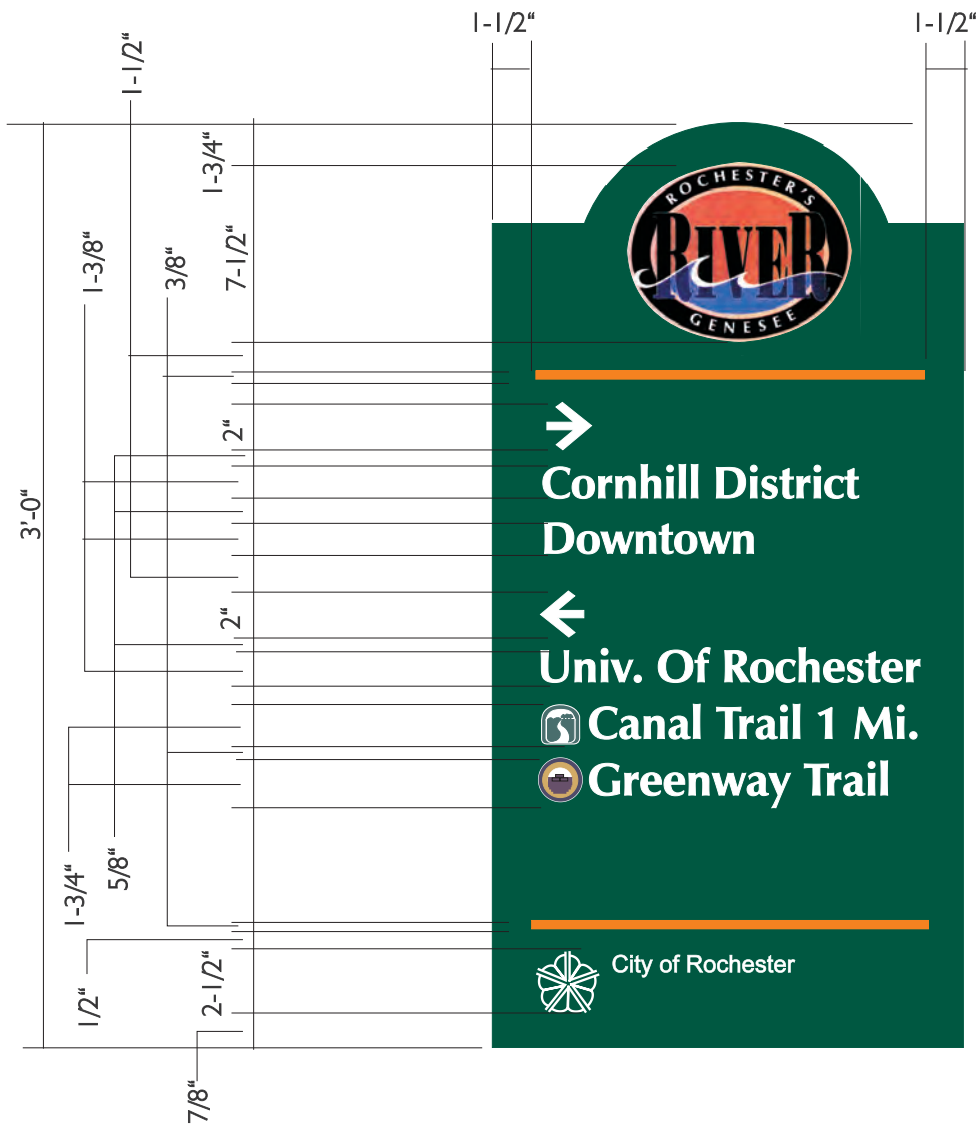 1-1/2“
1-1/2“
1-1/2“
1-3/4“
1-3/8“
3/8“
7-1/2“
ROCHESTER'S
RIVER
GENESEE
2“
Cornhill District
Downtown
3'-0“
2“
Univ. Of Rochester
Canal Trail 1 Mi.
Greenway Trail
1-3/4“
5/8“
1/2“
2-1/2“
City of Rochester
7/8“